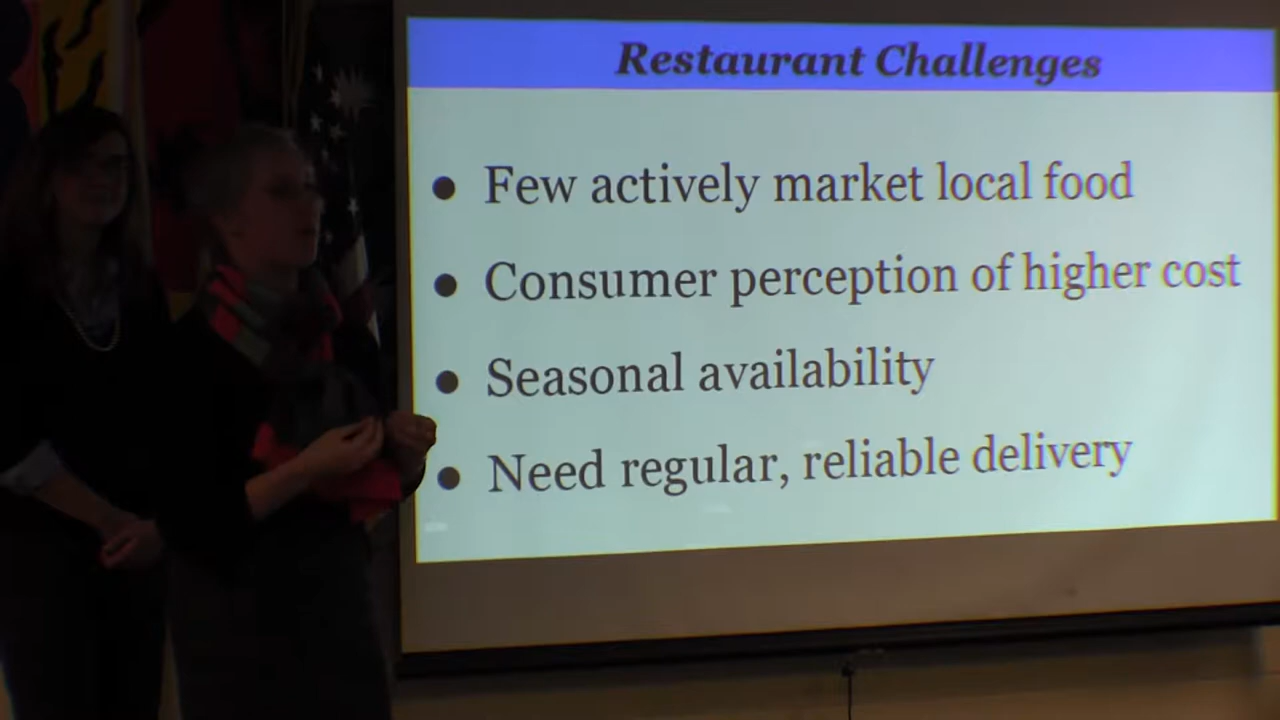 Restaurant Challenges
● Few actively market local food
● Consumer perception of higher cost
● Seasonal availability
● Need regular, reliable delivery